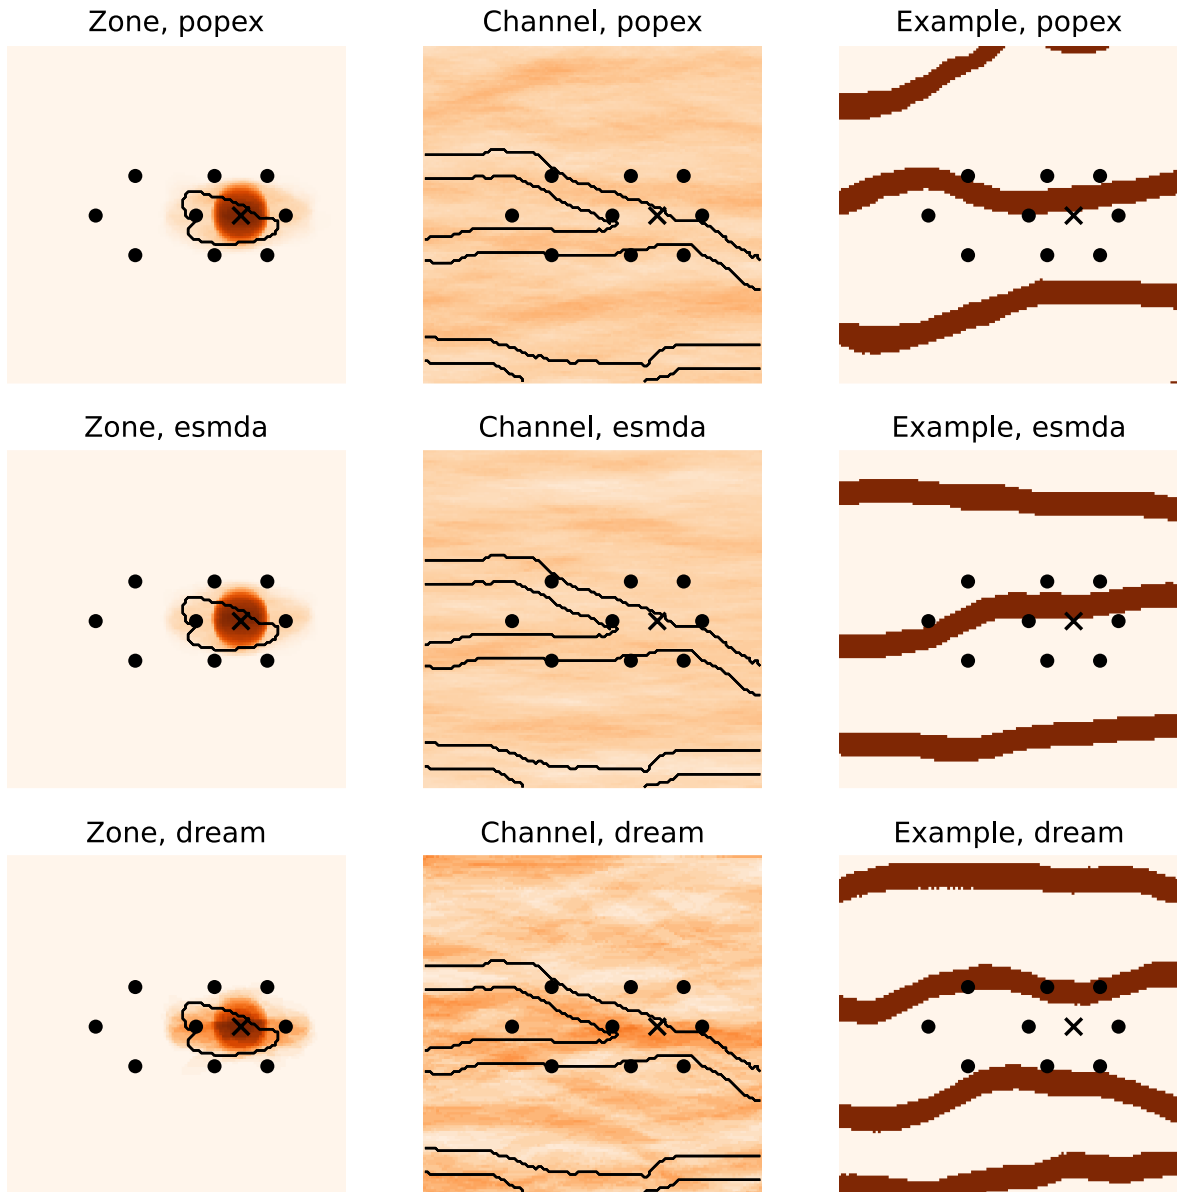 Zone, popex
Channel, popex
Example, popex
Zone, esmda
Channel, esmda
Example, esmda
Zone, dream
Channel, dream
Example, dream